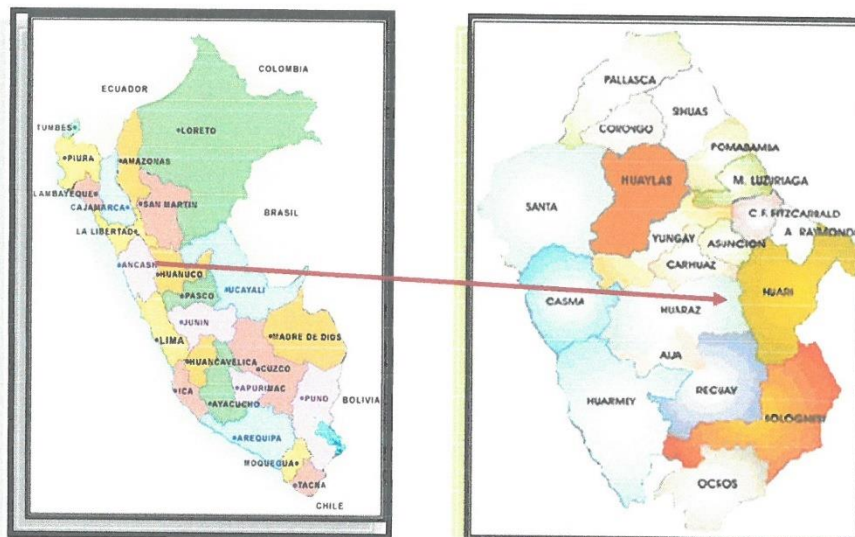 COLOMBIA
ECUADOR
TUMBES
LORETO
PIURA
AMAZONAS
LAMBAYEQUE
CAJAMARCA
SAN MARTIN
BRASIL
LA LIBERTAD
ANCASH
HUANUCO
PASCO
UCAYALI
JUNIN
LIMA
MADRE DE DIOS
HUANCAVELICA
CUZCO
ICA
APURIMAC
PUNO
AYACUCHO
BOLIVIA
AREQUIPA
MOQUEGUA
TACNA
CHILE
PALLASCA
SIHUAS
CORONGO
POMABAMBA
HUAYLAS
M. LUZURIAGA
SANTA
C.F. FITZCARRALD
A. RAYMONDI
YUNGAY
ASUNCION
CARHUAZ
HUARI
CASMA
HUARAZ
AIJA
RECUAY
HUARMEY
BOLOGNESI
OCROS